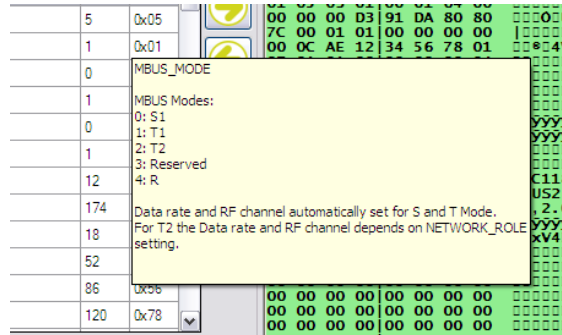 5 0x05
00 00 00 D3|91 DA 80 80
7C 00 01 01|00 00 00 00
1 0x01
00 0C AE 12|34 56 78 01
MBUS_MODE
0
MBUS Modes:
1
0: S1
0
1: T1
2: T2
1
3: Reserved
12
4: R
C11
US2
174
Data rate and RF channel automatically set for S and T Mode.
, 2.
18
For T2 the Data rate and RF channel depends on NETWORK_ROLE
setting.
xV4
52
86 0x56
00 00 00 00|00 00 00 00
120 0x78
00 00 00 00|00 00 00 00
00 00 00 00|00 00 00 00